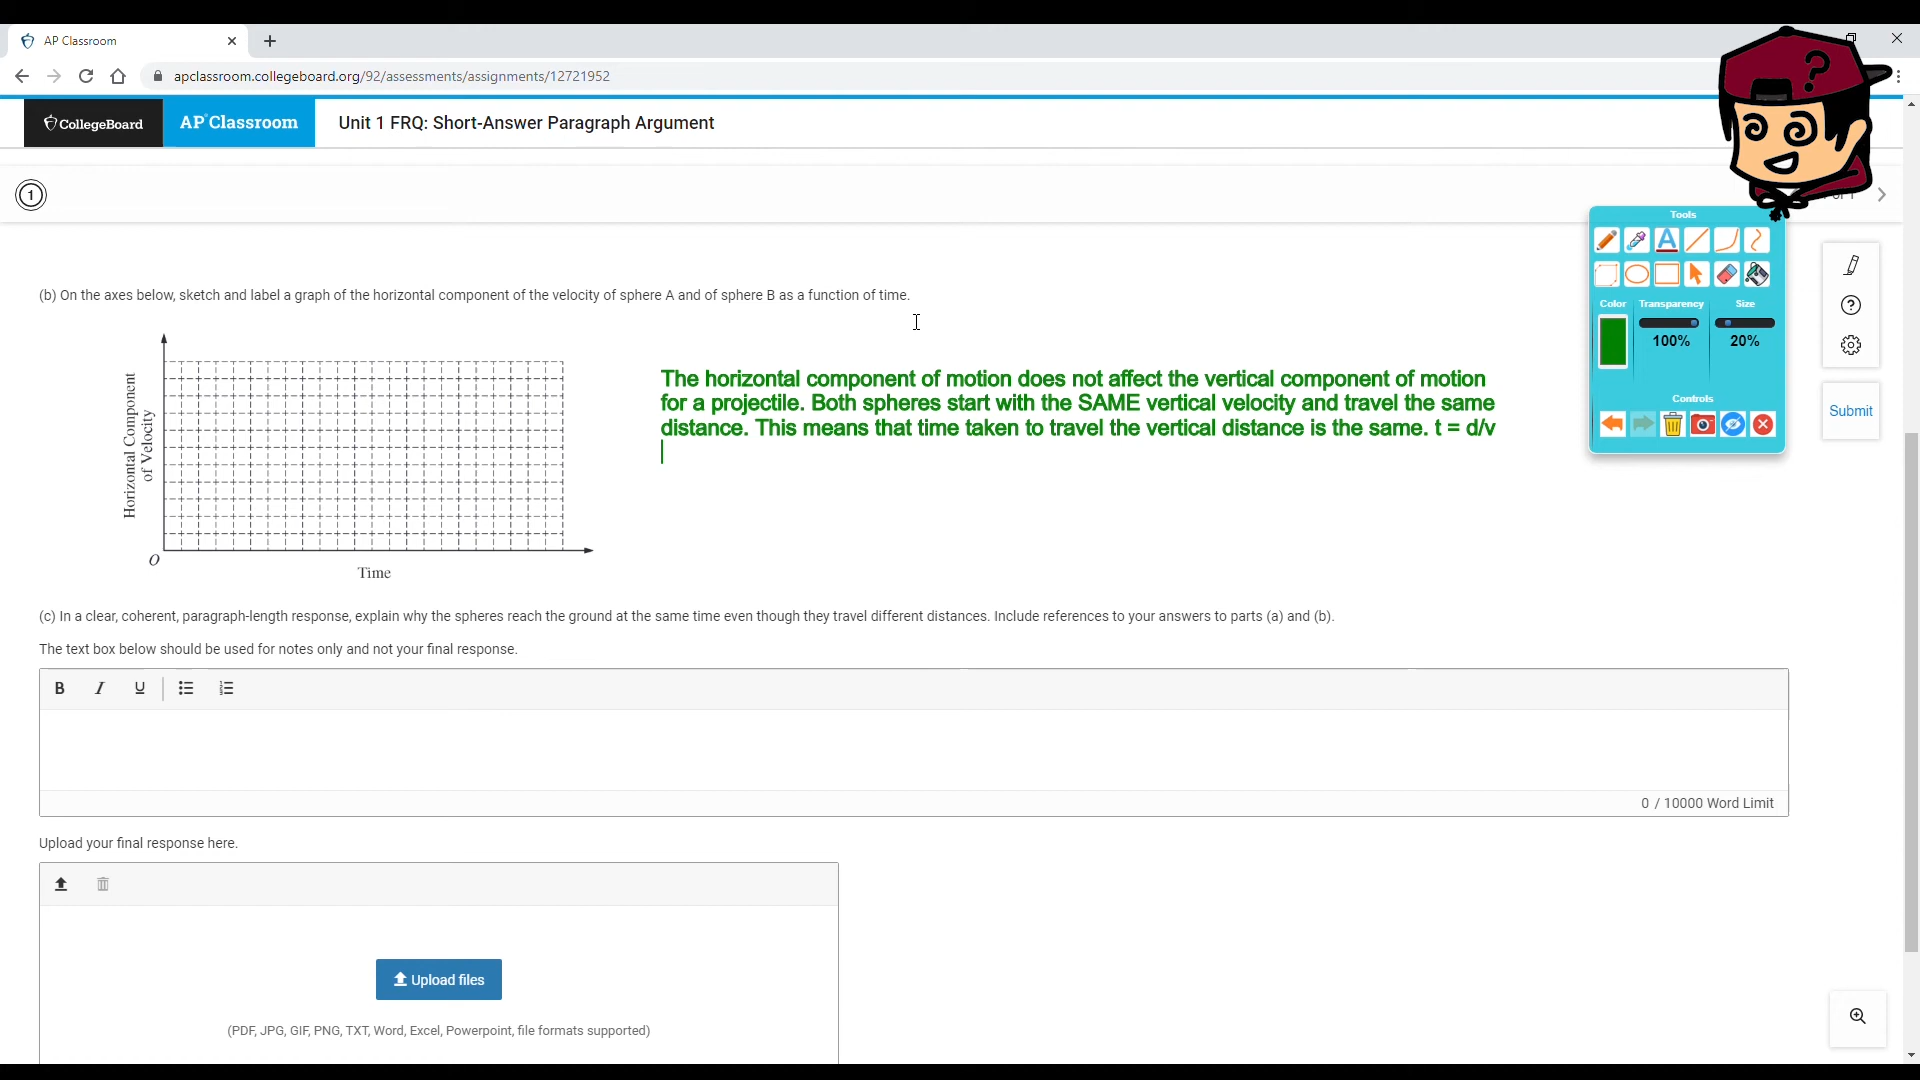 AP Classroom
apclassroom.collegeboard.org/92/assessments/assignments/12721952
CollegeBoard
AP Classroom
Unit 1 FRQ: Short-Answer Paragraph Argument
1
?
Tools
(b) On the axes below, sketch and label a graph of the horizontal component of the velocity of sphere A and of sphere B as a function of time.
Color
Transparency
Size
100%
20%
Controls
Submit
Horizontal Component
of Velocity
O
Time
The horizontal component of motion does not affect the vertical component of motion
for a projectile. Both spheres start with the SAME vertical velocity and travel the same
distance. This means that time taken to travel the vertical distance is the same. t = d/v
(c) In a clear, coherent, paragraph-length response, explain why the spheres reach the ground at the same time even though they travel different distances. Include references to your answers to parts (a) and (b).
The text box below should be used for notes only and not your final response.
B I U
0 / 10000 Word Limit
Upload your final response here.
Upload files
(PDF, JPG, GIF, PNG, TXT, Word, Excel, Powerpoint, file formats supported)